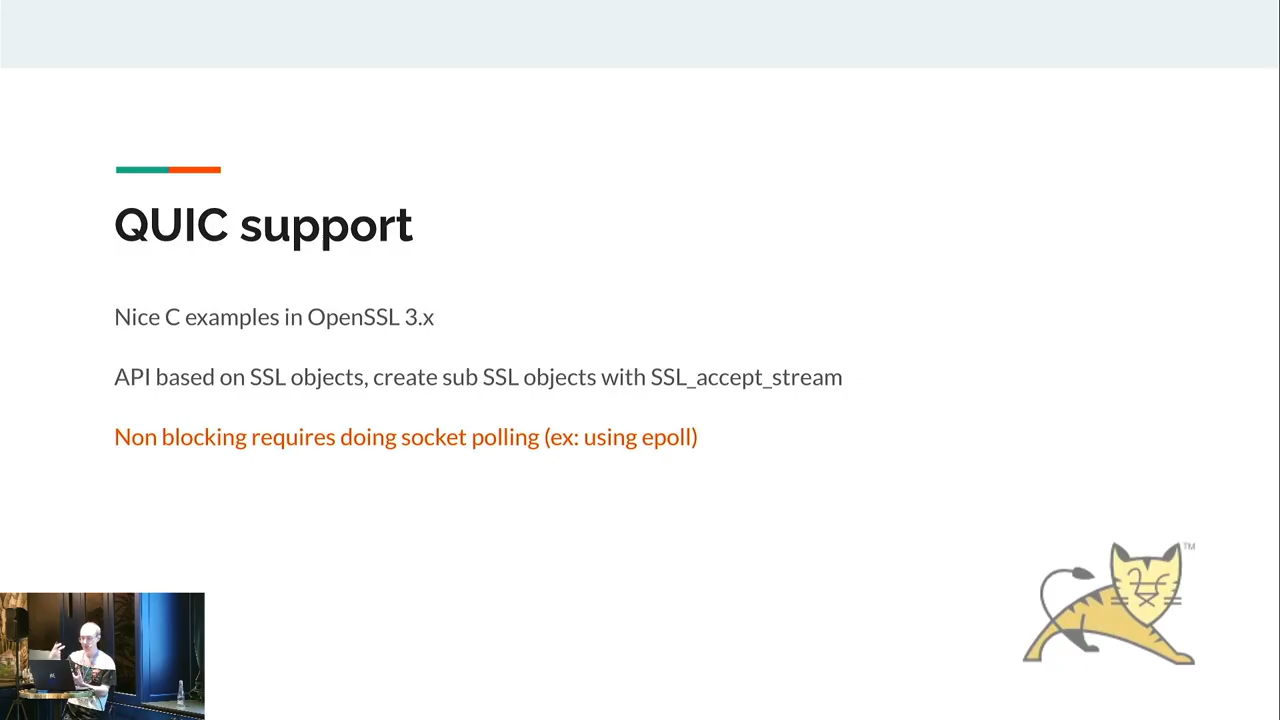 QUIC support
Nice C examples in OpenSSL 3.x
API based on SSL objects, create sub SSL objects with SSL_accept_stream
Non blocking requires doing socket polling (ex: using epoll)
TM